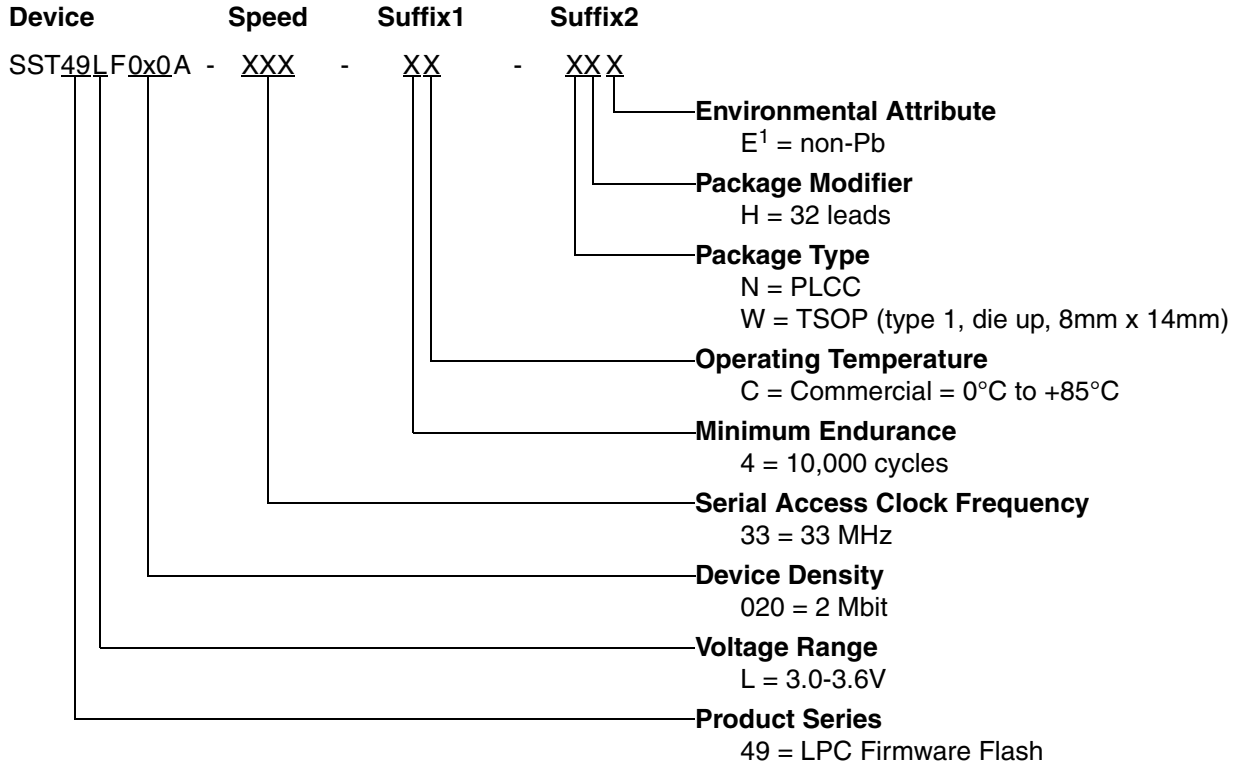 Device Speed Suffix1 Suffix2
SST49LF0x0A - XXX - XX - XXX
Environmental Attribute
E1 = non-Pb
Package Modifier
H = 32 leads
Package Type
N = PLCC
W = TSOP (type 1, die up, 8mm x 14mm)
Operating Temperature
C = Commercial = 0°C to +85°C
Minimum Endurance
4 = 10,000 cycles
Serial Access Clock Frequency
33 = 33 MHz
Device Density
020 = 2 Mbit
Voltage Range
L = 3.0-3.6V
Product Series
49 = LPC Firmware Flash